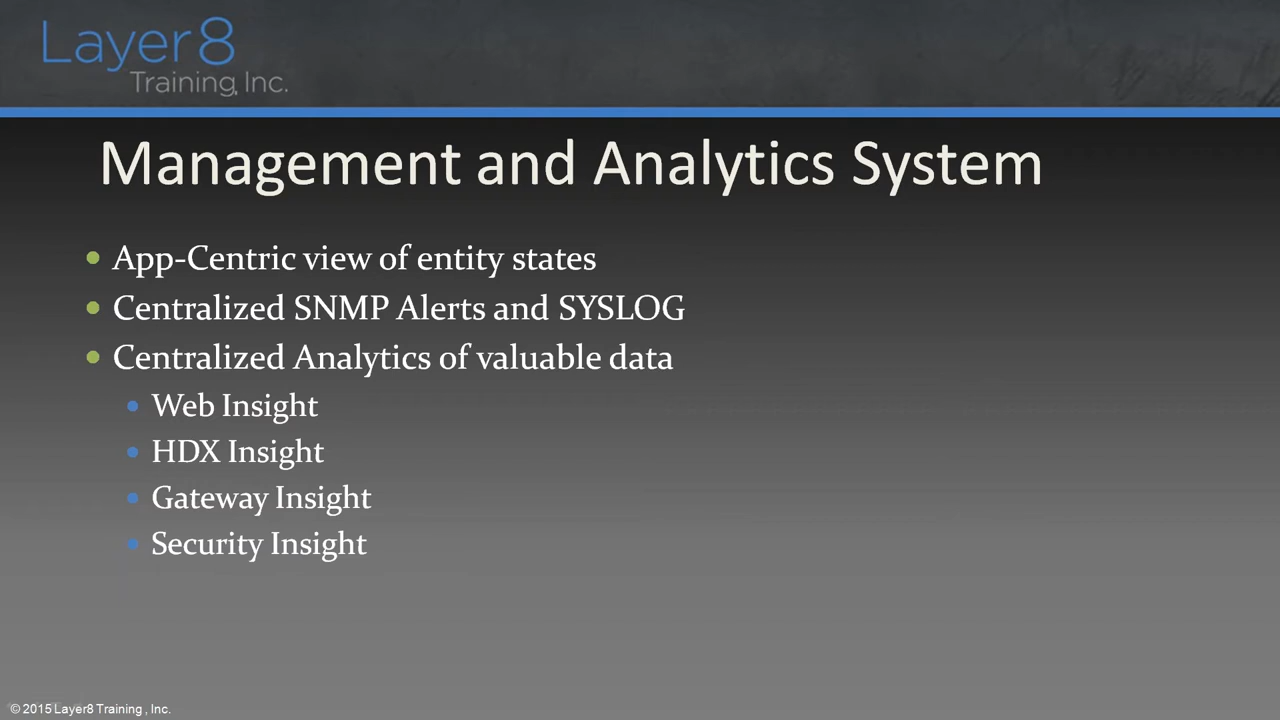 Layer8
Training, Inc.
Management and Analytics System
App-Centric view of entity states
Centralized SNMP Alerts and SYSLOG
Centralized Analytics of valuable data
Web Insight
HDX Insight
Gateway Insight
Security Insight
© 2015 Layer8 Training , Inc.